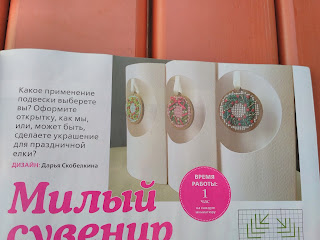 Какое применение
подвески выберете
вы? Оформите
открытку, как мы,
или, может быть,
сделаете украшение
для праздничной
елки?
ДИЗАЙН: Дарья Скобелкина
ВРЕМЯ
РАБОТЫ:
1
час
Милый
сувенир